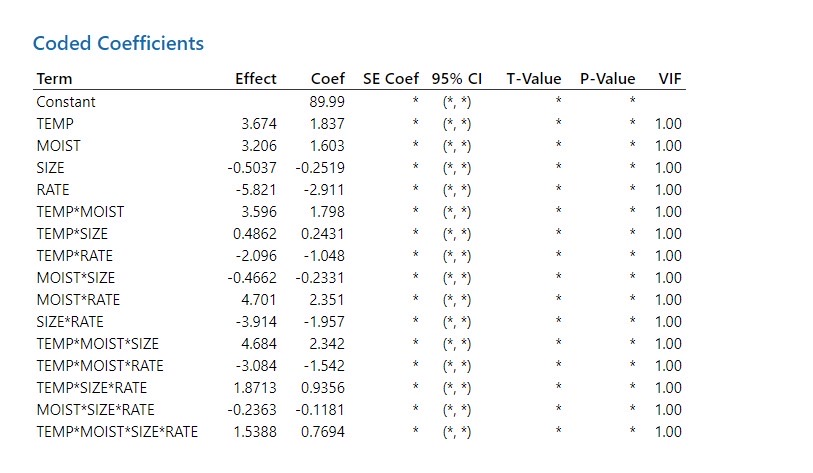 Coded Coefficients
Term Effect Coef SE Coef 95% CI T-Value P-Value VIF
Constant 89.99 * (*, *) * *
TEMP 3.674 1.837 * (*, *) * * 1.00
MOIST 3.206 1.603 * (*, *) * * 1.00
SIZE -0.5037 -0.2519 * (*, *) * * 1.00
RATE -5.821 -2.911 * (*, *) * * 1.00
TEMP*MOIST 3.596 1.798 * (*, *) * * 1.00
TEMP*SIZE 0.4862 0.2431 * (*, *) * * 1.00
TEMP*RATE -2.096 -1.048 * (*, *) * * 1.00
MOIST*SIZE -0.4662 -0.2331 * (*, *) * * 1.00
MOIST*RATE 4.701 2.351 * (*, *) * * 1.00
SIZE*RATE -3.914 -1.957 * (*, *) * * 1.00
TEMP*MOIST*SIZE 4.684 2.342 * (*, *) * * 1.00
TEMP*MOIST*RATE -3.084 -1.542 * (*, *) * * 1.00
TEMP*SIZE*RATE 1.8713 0.9356 * (*, *) * * 1.00
MOIST*SIZE*RATE -0.2363 -0.1181 * (*, *) * * 1.00
TEMP*MOIST*SIZE*RATE 1.5388 0.7694 * (*, *) * * 1.00